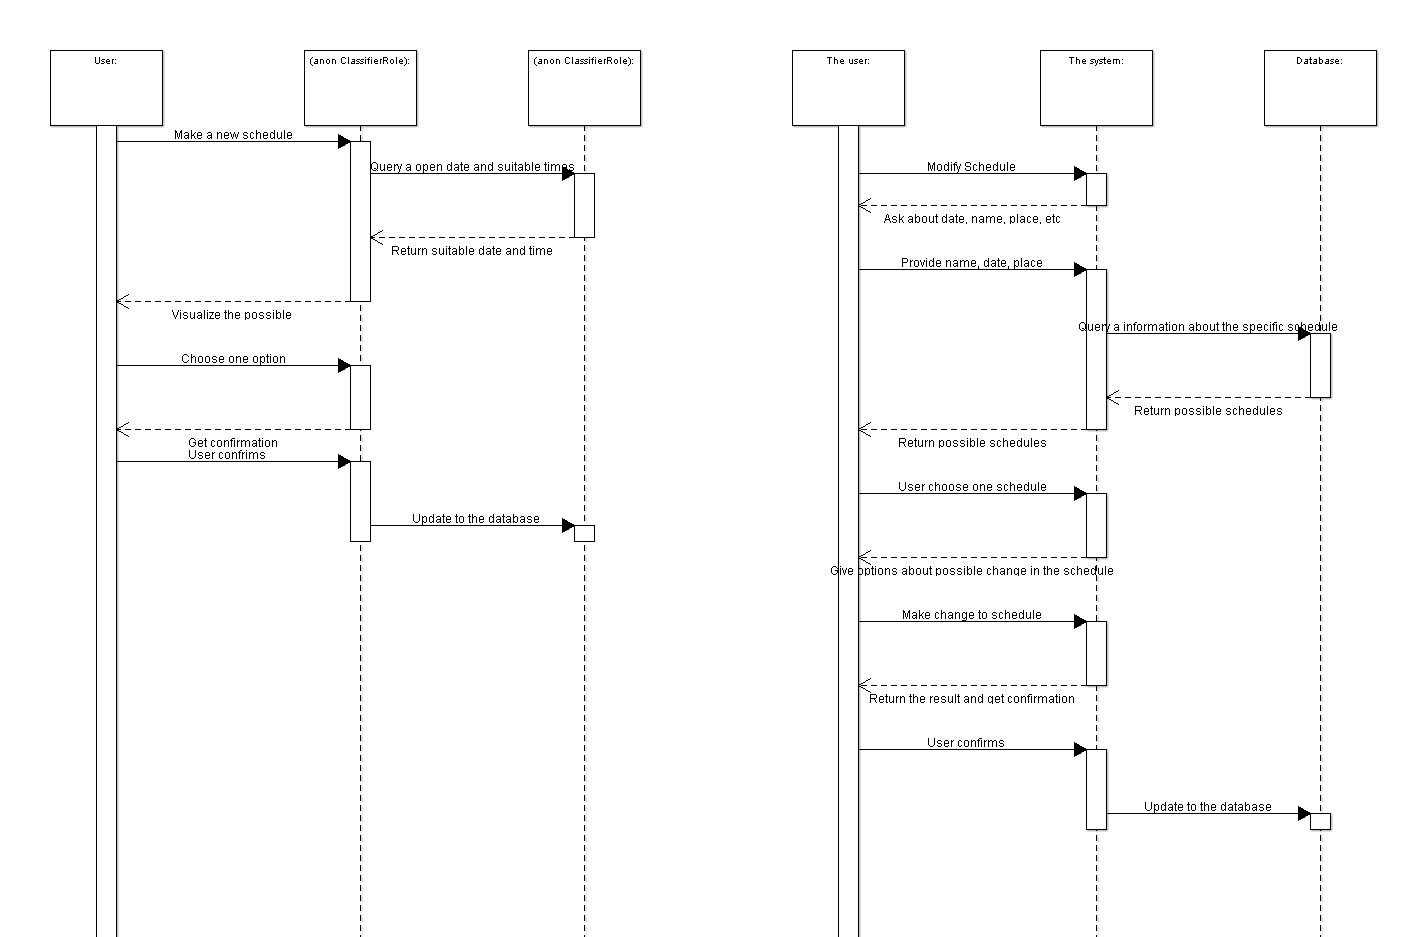 User:
(anon ClassifierRole):
(anon ClassifierRole):
Make a new schedule
Query a open date and suitable times
Return suitable date and time
Visualize the possible
Choose one option
Get confirmation
User confrims
Update to the database
The user:
The system:
Database:
Modify Schedule
Ask about date, name, place, etc
Provide name, date, place
Query a information about the specific schedule
Return possible schedules
Return possible schedules
User choose one schedule
Give options about possible change in the schedule
Make change to schedule
Return the result and get confirmation
User confirms
Update to the database